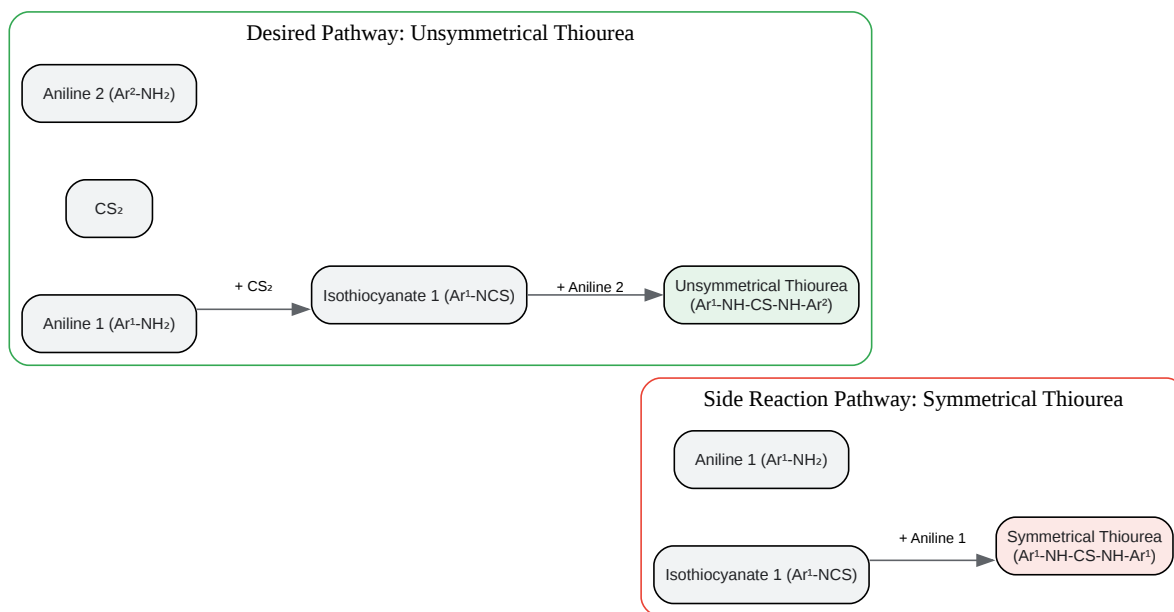 Desired Pathway: Unsymmetrical Thiourea
Aniline 2 (Ar²-NH₂)
CS₂
Aniline 1 (Ar¹-NH₂)
+ CS₂
Isothiocyanate 1 (Ar¹-NCS)
+ Aniline 2
Unsymmetrical Thiourea
(Ar¹-NH-CS-NH-Ar²)
Side Reaction Pathway: Symmetrical Thiourea
Aniline 1 (Ar¹-NH₂)
Isothiocyanate 1 (Ar¹-NCS)
+ Aniline 1
Symmetrical Thiourea
(Ar¹-NH-CS-NH-Ar¹)